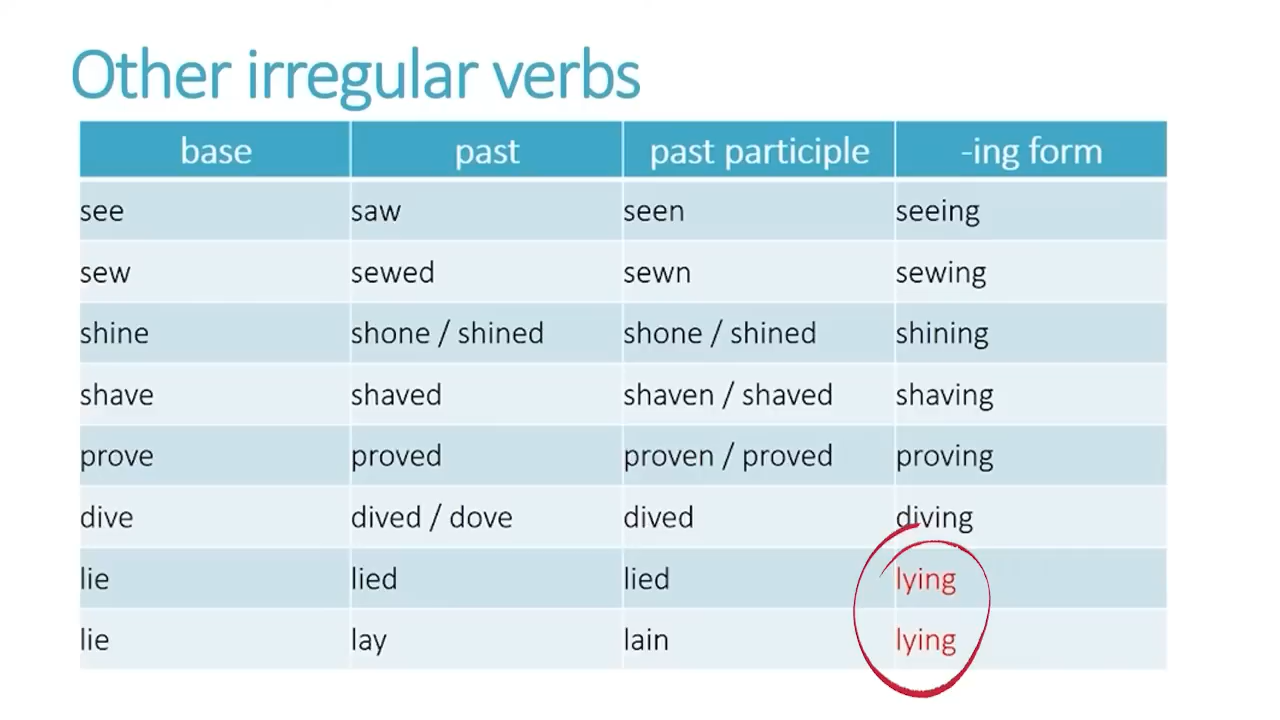 Other irregular verbs
base past past participle -ing form
see saw seen seeing
sew sewed sewn sewing
shine shone / shined shone / shined shining
shave shaved shaven / shaved shaving
prove proved proven / proved proving
dive dived / dove dived diving
lie lied lied lying
lie lay lain lying